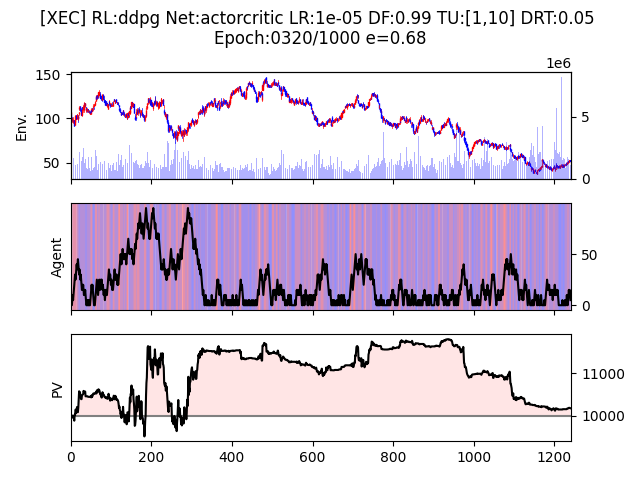 [XEC] RL:ddpg Net:actorcritic LR:1e-05 DF:0.99 TU:[1,10] DRT:0.05
Epoch:0320/1000 e=0.68
1e6
150
100
50
Env.
5
0
Agent
50
0
PV
11000
10000
0 200 400 600 800 1000 1200